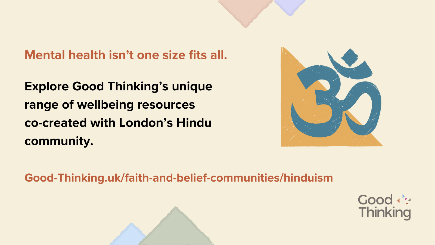 Mental health isn’t one size fits all.
Explore Good Thinking’s unique
range of wellbeing resources
co-created with London’s Hindu
community.
ॐ
Good-Thinking.uk/faith-and-belief-communities/hinduism
Good
Thinking